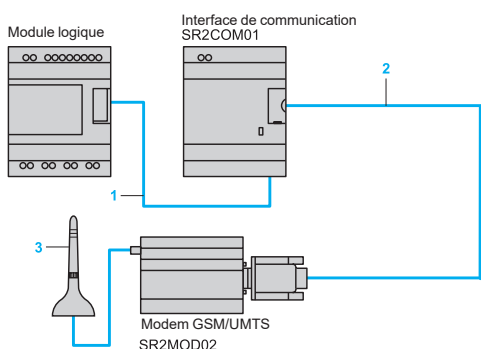 Interface de communication
Module logique
SR2COM01
2
1
3
Modem GSM/UMTS
SR2MOD02